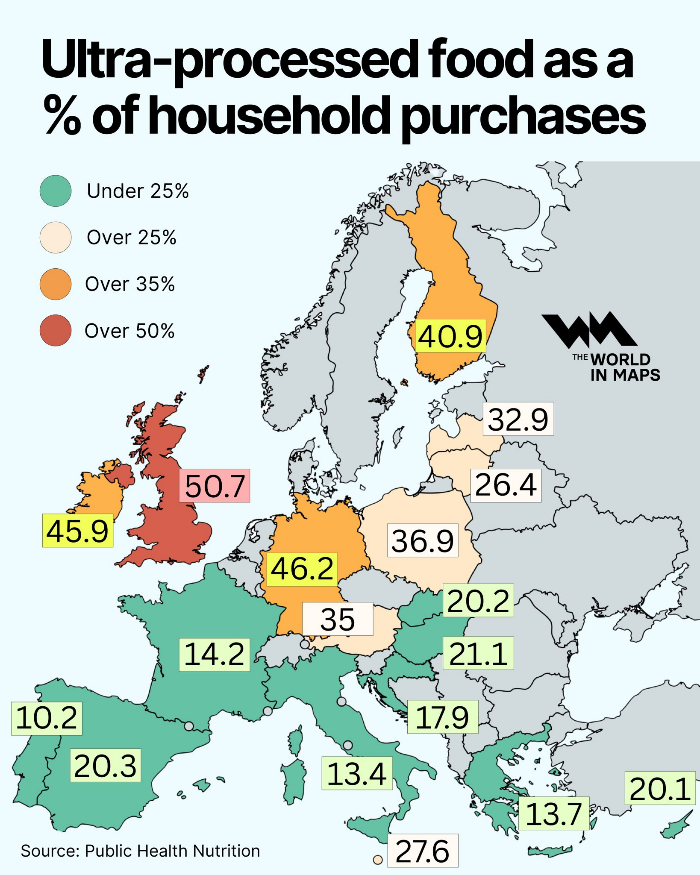 Ultra-processed food as a
% of household purchases
Under 25%
Over 25%
Over 35%
Over 50%
THE WORLD
IN MAPS
40.9
32.9
50.7
26.4
45.9
36.9
46.2
20.2
35
14.2
21.1
10.2
17.9
20.3
13.4
20.1
13.7
27.6
Source: Public Health Nutrition